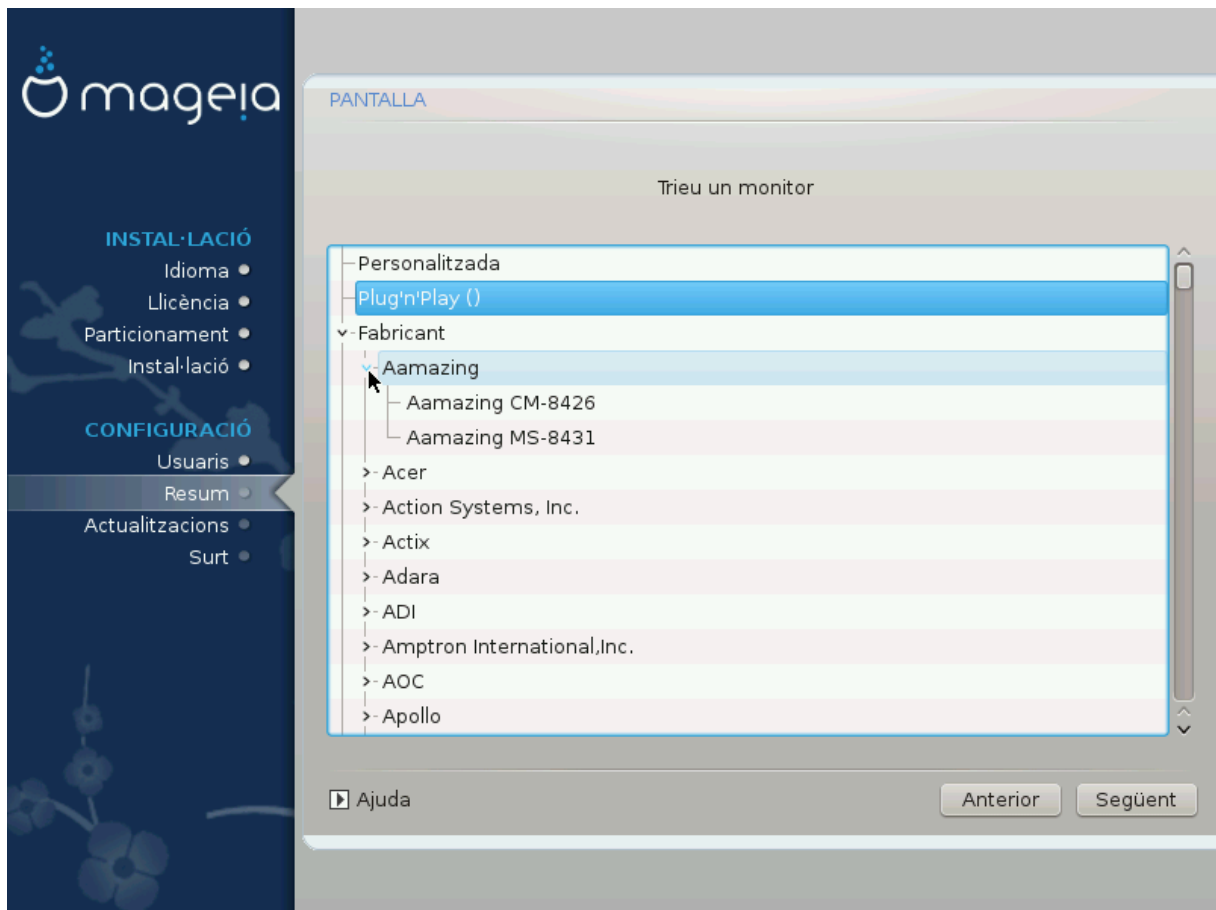 mageia
INSTAL·LACIÓ
Idioma
Llicència
Particionament
Instal·lació
CONFIGURACIÓ
Usuaris
Resum
Actualitzacions
Surt
PANTALLA
Trieu un monitor
Personalitzada
Plug'n'Play ()
Fabricant
Aamazing
Aamazing CM-8426
Aamazing MS-8431
Acer
Action Systems, Inc.
Actix
Adara
ADI
Amptron International,Inc.
AOC
Apollo
Ajuda
Anterior
Següent